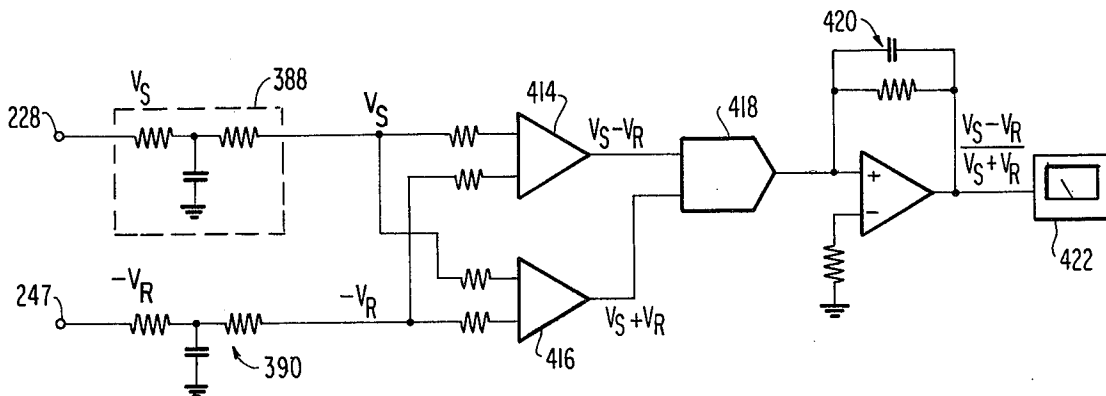 420
388
V_S
228
V_S
414
V_S-V_R
418
V_S-V_R
V_S+V_R
+
−
422
-V_R
247
-V_R
V_S+V_R
390
416